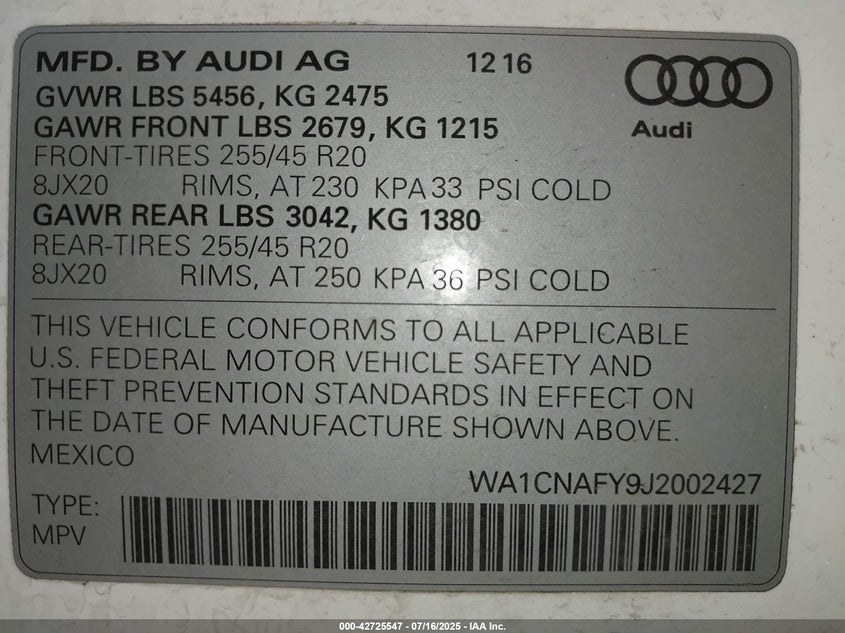 MFD. BY AUDI AG 12 16
GVWR LBS 5456, KG 2475
GAWR FRONT LBS 2679, KG 1215
Audi
FRONT-TIRES 255/45 R20
8JX20 RIMS, AT 230 KPA 33 PSI COLD
GAWR REAR LBS 3042, KG 1380
REAR-TIRES 255/45 R20
8JX20 RIMS, AT 250 KPA 36 PSI COLD
THIS VEHICLE CONFORMS TO ALL APPLICABLE
U.S. FEDERAL MOTOR VEHICLE SAFETY AND
THEFT PREVENTION STANDARDS IN EFFECT ON
THE DATE OF MANUFACTURE SHOWN ABOVE.
MEXICO
WA1CNAFY9J2002427
TYPE:
MPV
000-42725547 - 07/16/2025 - IAA Inc.